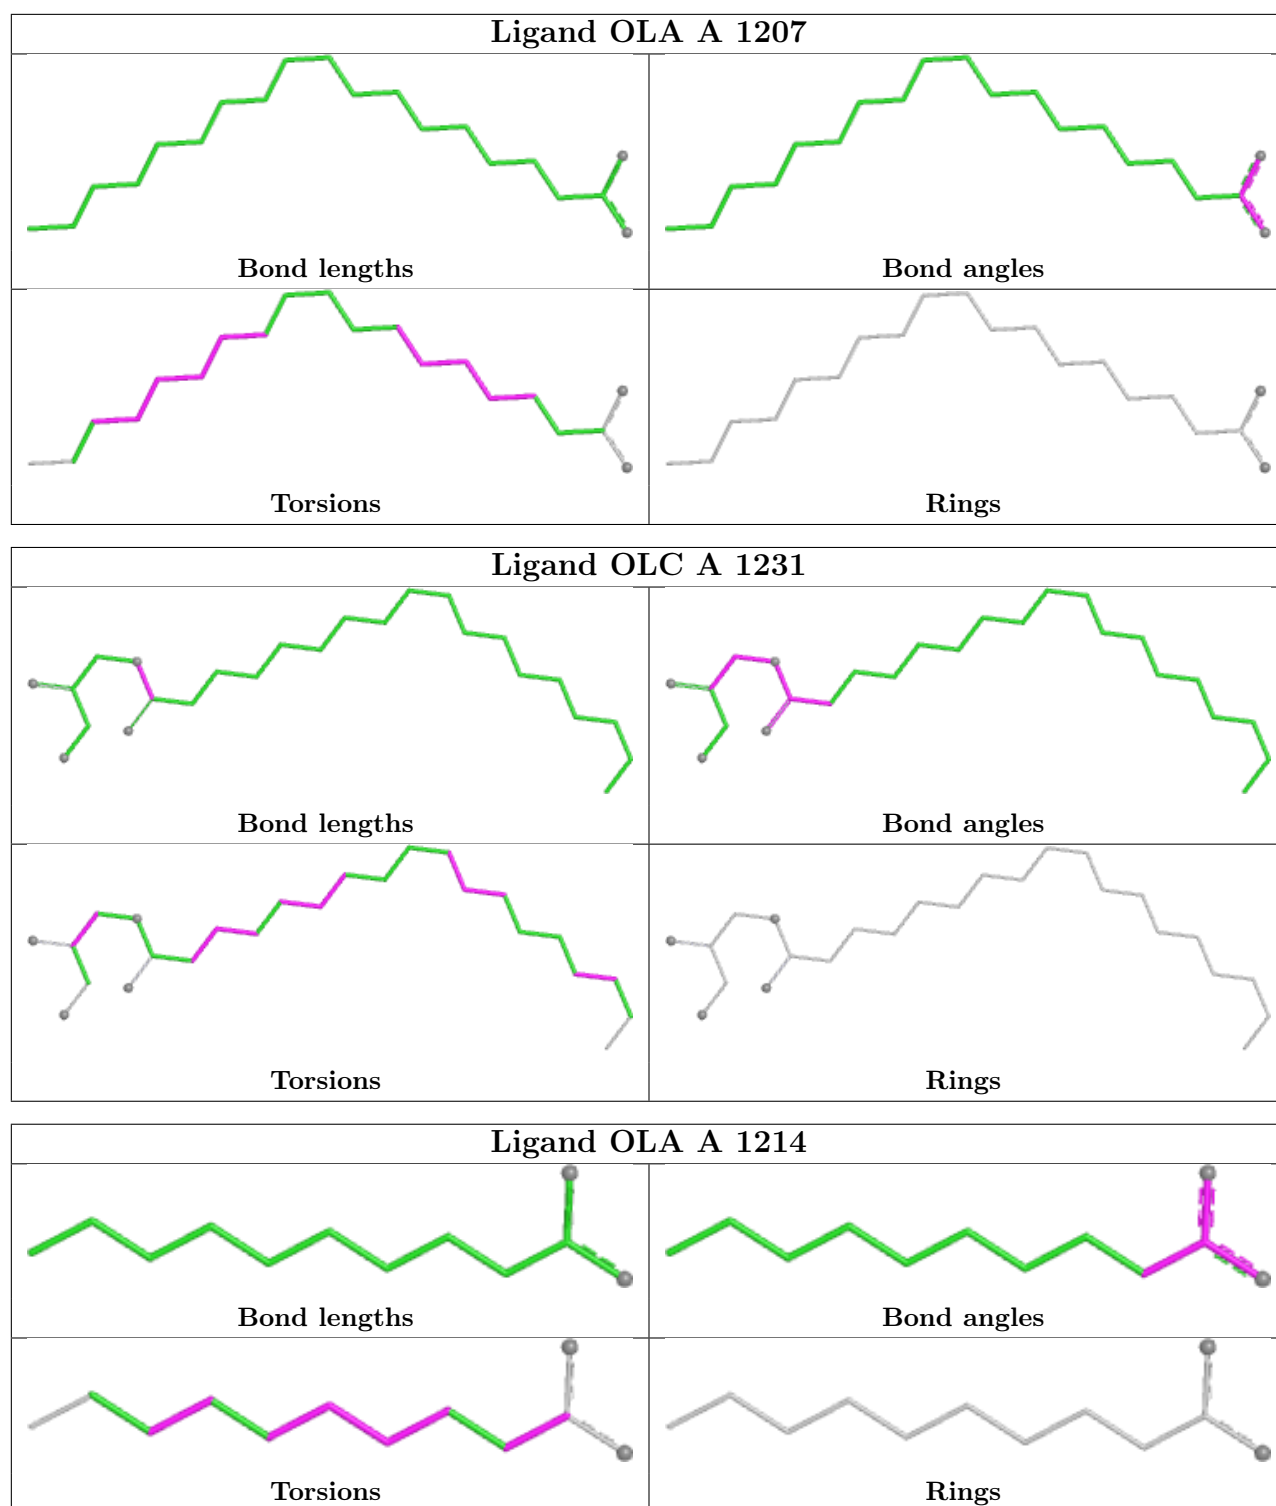 Ligand OLA A 1207
Bond lengths
Bond angles
Torsions
Rings
Ligand OLC A 1231
Bond lengths
Bond angles
Torsions
Rings
Ligand OLA A 1214
Bond lengths
Bond angles
Torsions
Rings